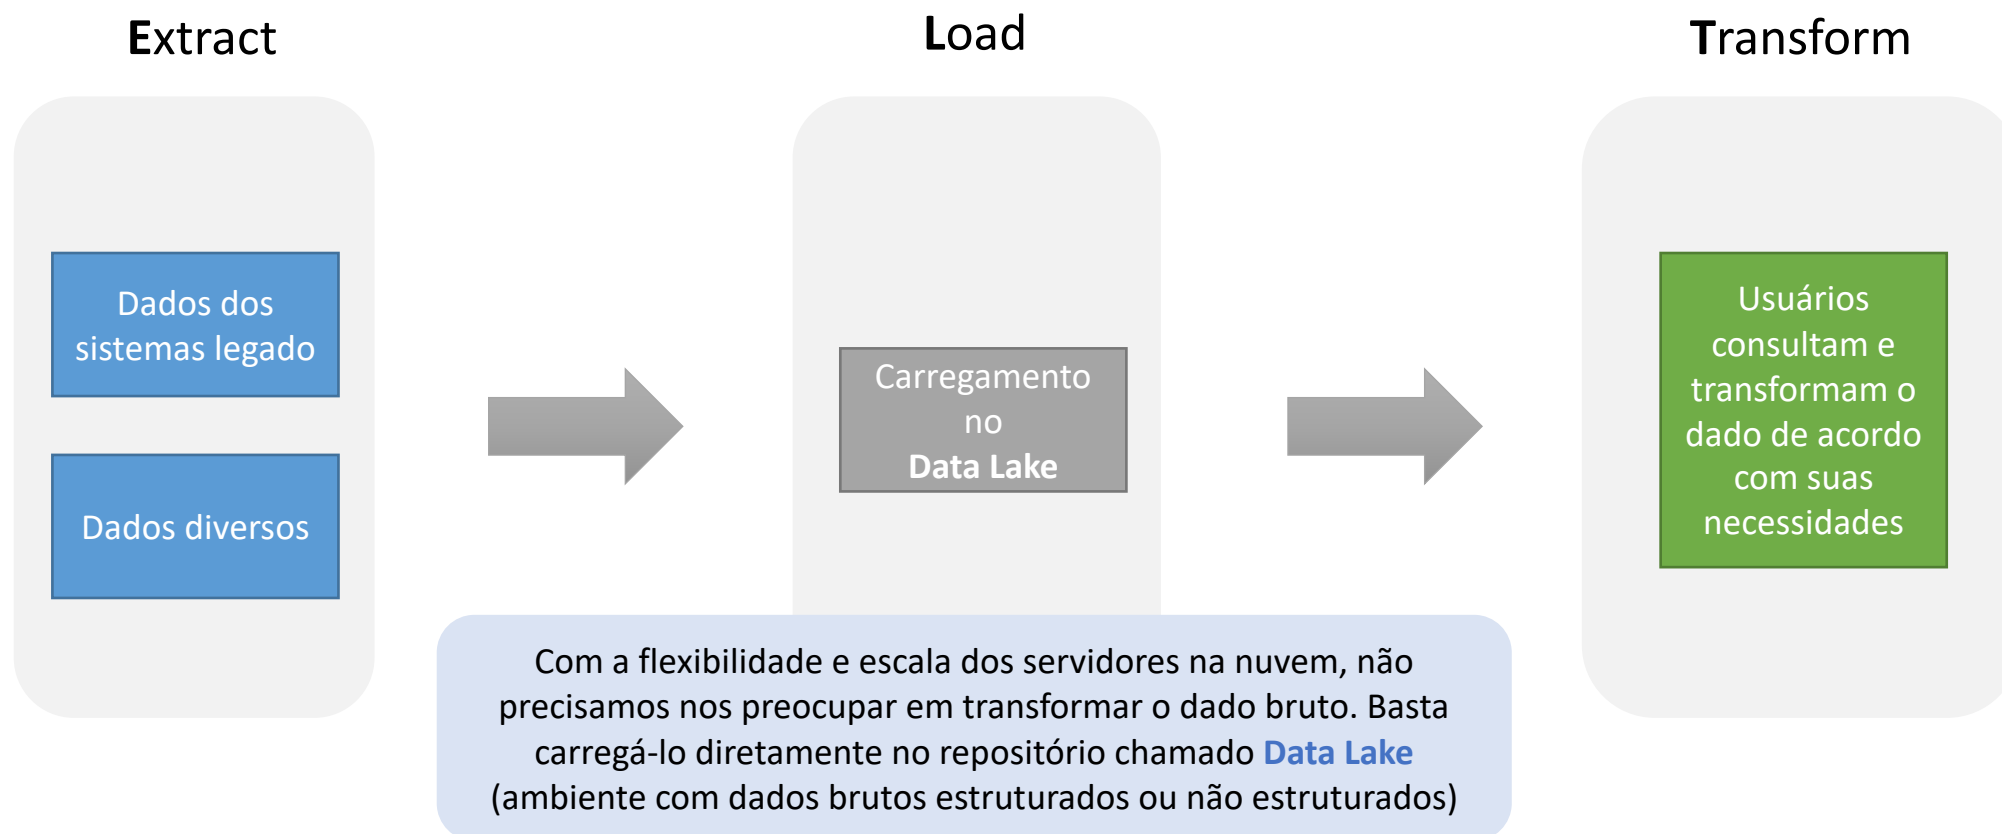 Extract
Load
Transform
Dados dos
sistemas legado
Dados diversos
Carregamento
no
Data Lake
Usuários
consultam e
transformam o
dado de acordo
com suas
necessidades
Com a flexibilidade e escala dos servidores na nuvem, não
precisamos nos preocupar em transformar o dado bruto. Basta
carregá-lo diretamente no repositório chamado Data Lake
(ambiente com dados brutos estruturados ou não estruturados)